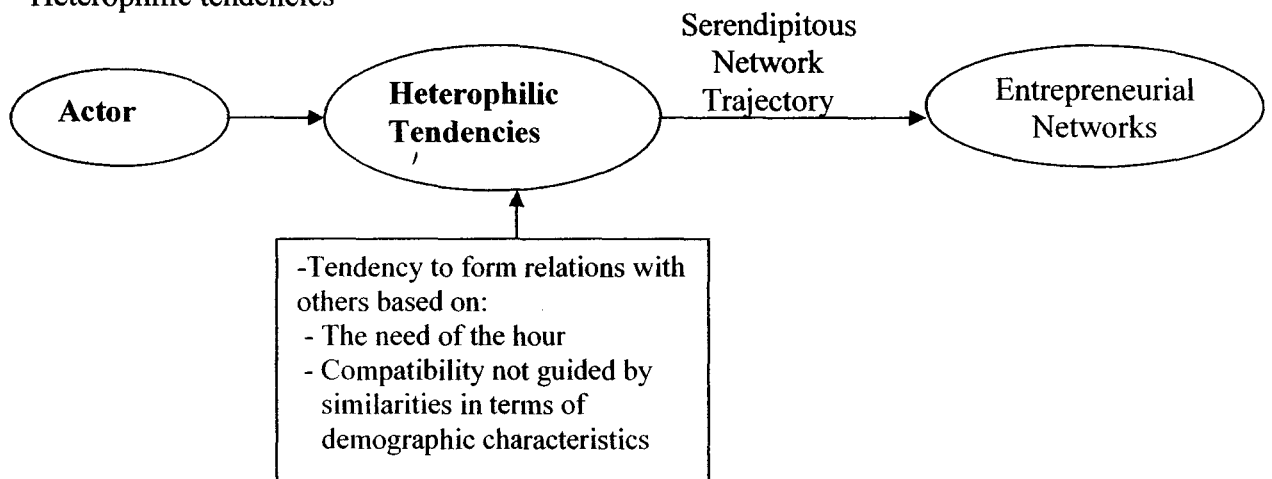 Heterophilic tendencies
Serendipitous
Network
Trajectory
Actor
Heterophilic
Tendencies
Entrepreneurial
Networks
-Tendency to form relations with
others based on:
- The need of the hour
- Compatibility not guided by
similarities in terms of
demographic characteristics